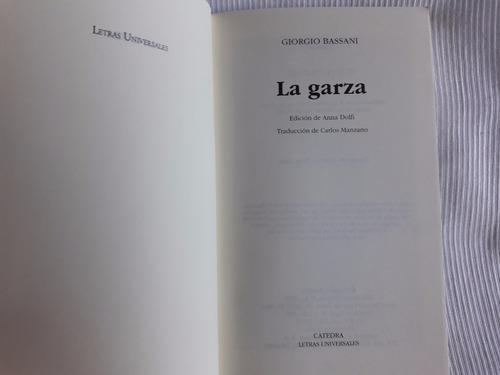 LETRAS UNIVERSALES
GIORGIO BASSANI
La garza
Edición de Anna Dolfi
Traducción de Carlos Manzano
CATEDRA
LETRAS UNIVERSALES